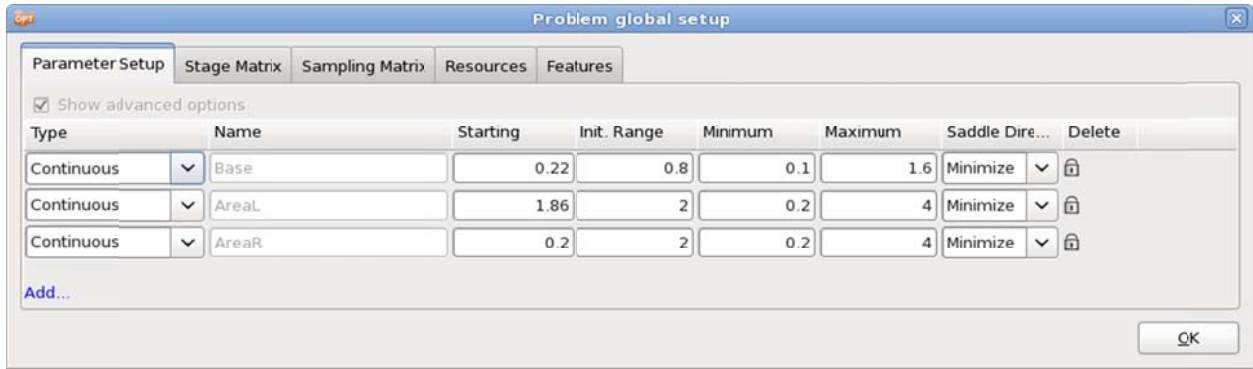 OPT Problem global setup
Parameter Setup Stage Matrix Sampling Matrix Resources Features
Show advanced options
Type Name Starting Init. Range Minimum Maximum Saddle Dire... Delete
Continuous Base 0.22 0.8 0.1 1.6 Minimize
Continuous AreaL 1.86 2 0.2 4 Minimize
Continuous AreaR 0.2 2 0.2 4 Minimize
Add...
OK